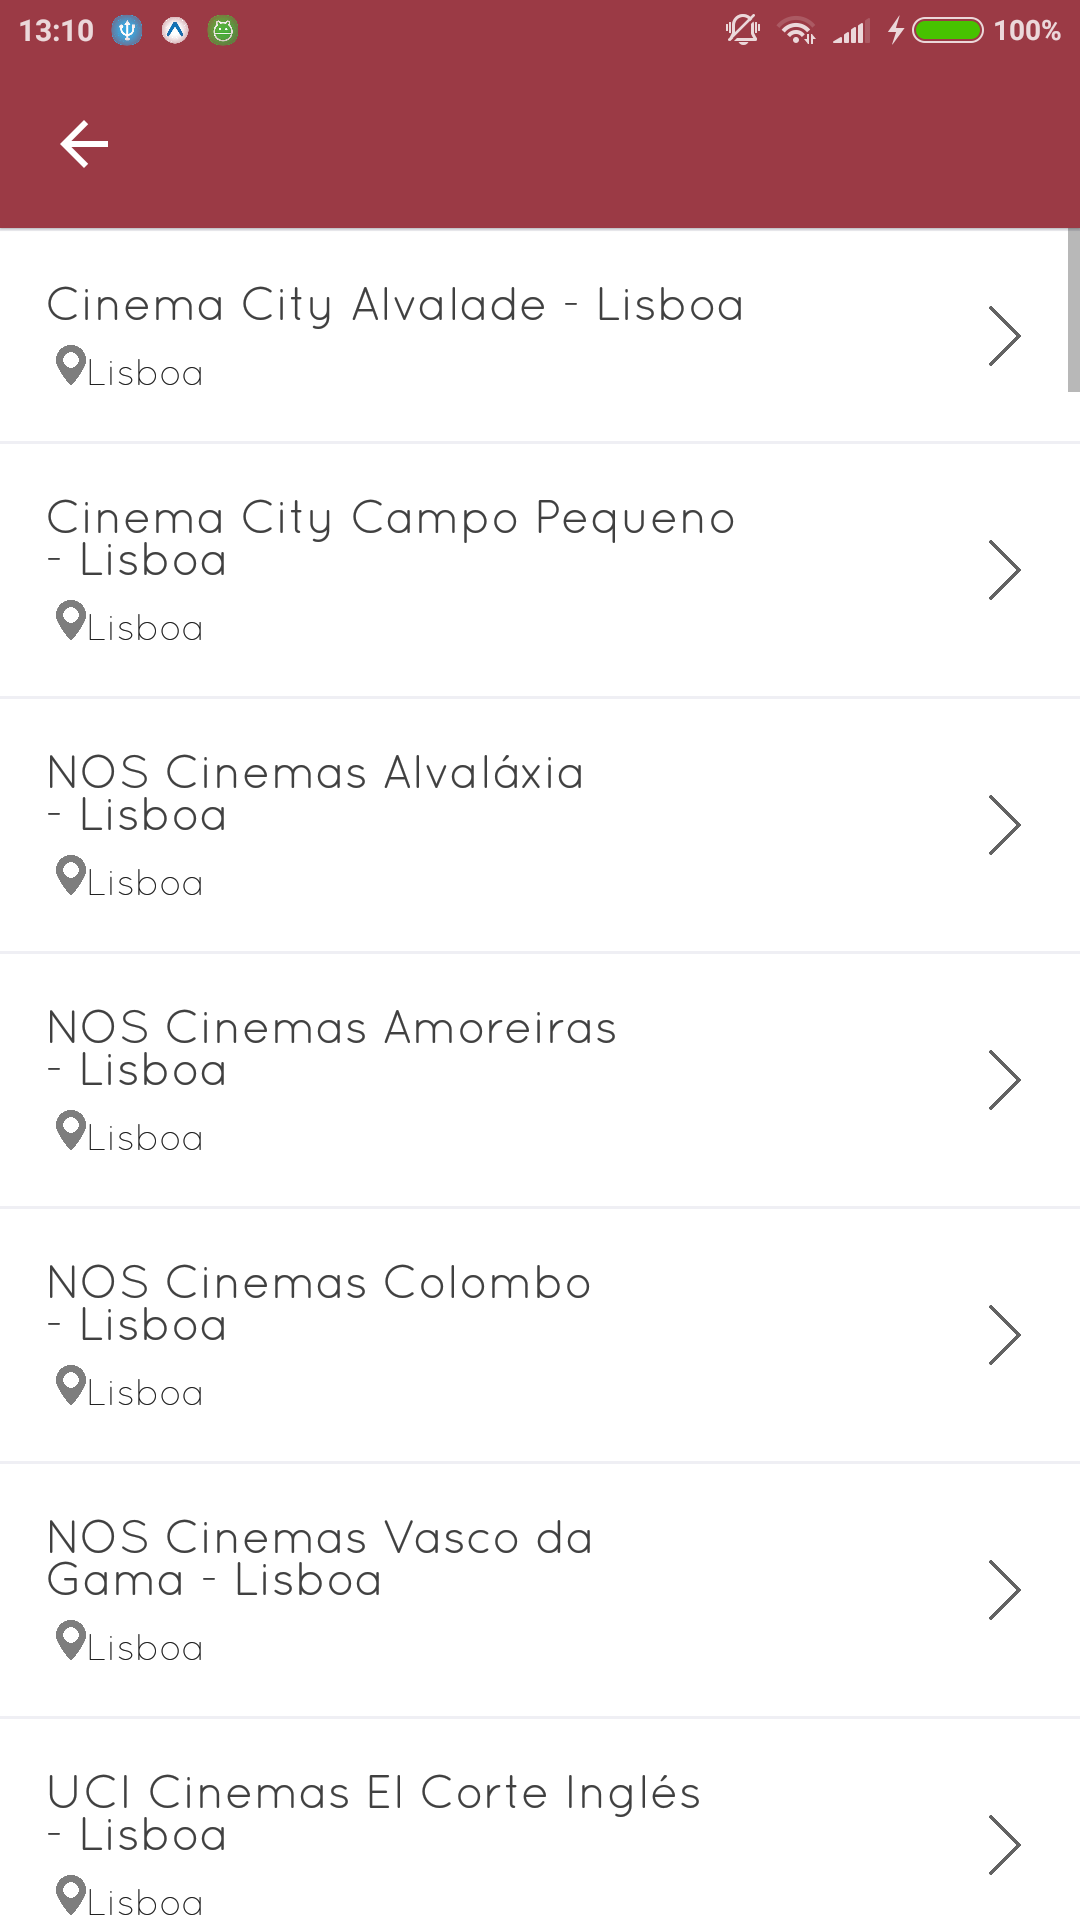 13:10
100%
Cinema City Alvalade - Lisboa
Lisboa
Cinema City Campo Pequeno
- Lisboa
Lisboa
NOS Cinemas Alvaláxia
- Lisboa
Lisboa
NOS Cinemas Amoreiras
- Lisboa
Lisboa
NOS Cinemas Colombo
- Lisboa
Lisboa
NOS Cinemas Vasco da
Gama - Lisboa
Lisboa
UCI Cinemas El Corte Inglés
- Lisboa
Lisboa